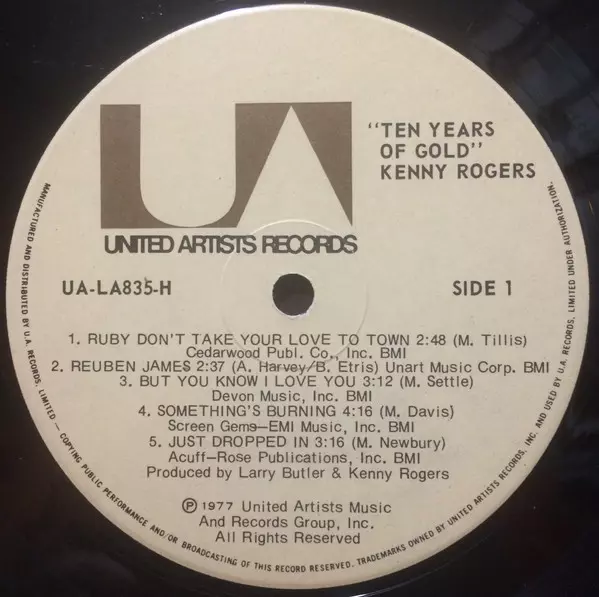 UA
"TEN YEARS
OF GOLD"
KENNY ROGERS
UNITED ARTISTS RECORDS
UA-LA835-H
SIDE 1
1. RUBY DON'T TAKE YOUR LOVE TO TOWN 2:48 (M. Tillis)
Cedarwood Publ. Co., Inc. BMI
2. REUBEN JAMES 2:37 (A. Harvey/B. Etris) Unart Music Corp. BMI
3. BUT YOU KNOW I LOVE YOU 3:12 (M. Settle)
Devon Music, Inc. BMI
4. SOMETHING'S BURNING 4:16 (M. Davis)
Screen Gems-EMI Music, Inc. BMI
5. JUST DROPPED IN 3:16 (M. Newbury)
Acuff-Rose Publications, Inc. BMI
Produced by Larry Butler & Kenny Rogers
℗ 1977 United Artists Music
And Records Group, Inc.
All Rights Reserved
MANUFACTURED AND DISTRIBUTED BY U.A. RECORDS, LIMITED — COPYING PUBLIC PERFORMANCE AND/OR BROADCASTING OF THIS RECORD RESERVED. TRADEMARKS OWNED BY UNITED ARTISTS RECORDS, INC. AND USED BY U.A. RECORDS, LIMITED UNDER AUTHORIZATION.